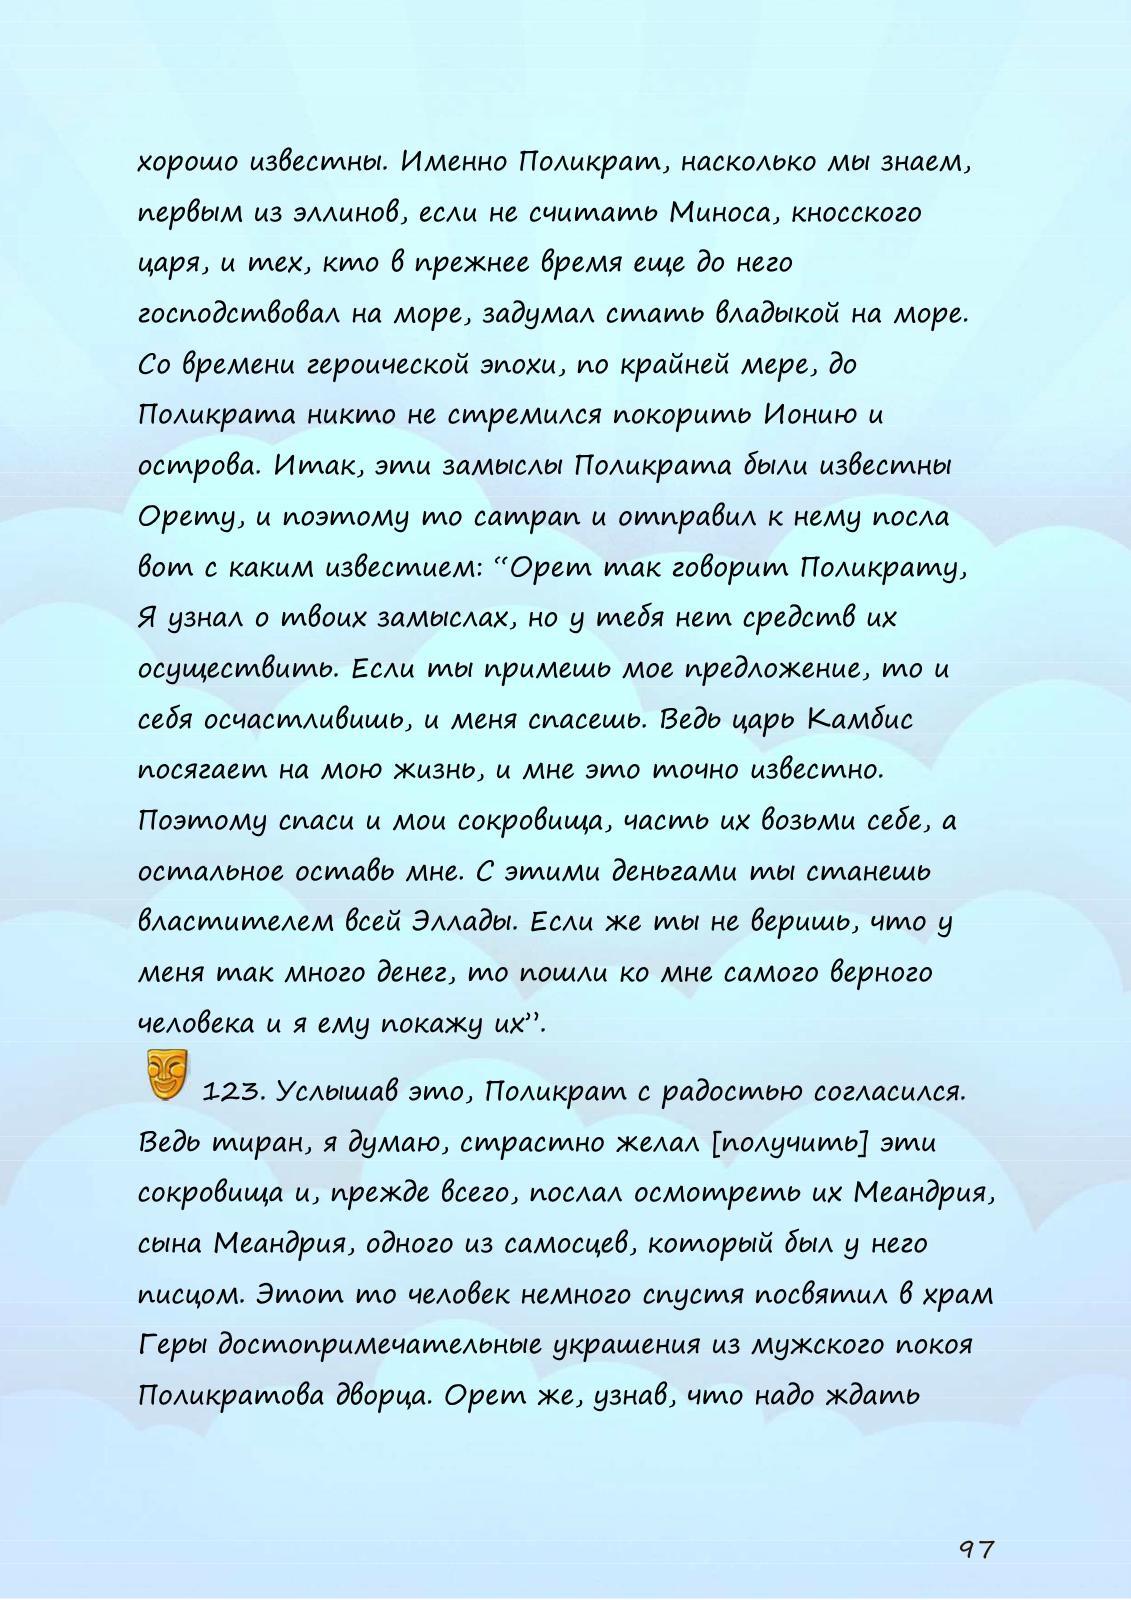 хорошо известны. Именно Поликрат, насколько мы знаем,
первым из эллинов, если не считать Миноса, кносского
царя, и тех, кто в прежнее время еще до него
господствовал на море, задумал стать владыкой на море.
Со времени героической эпохи, по крайней мере, до
Поликрата никто не стремился покорить Ионию и
острова. Итак, эти замыслы Поликрата были известны
Орету, и поэтому то сатрап и отправил к нему посла
вот с каким известием: “Орет так говорит Поликрату,
Я узнал о твоих замыслах, но у тебя нет средств их
осуществить. Если ты примешь мое предложение, то и
себя осчастливишь, и меня спасешь. Ведь царь Камбис
посягает на мою жизнь, и мне это точно известно.
Поэтому спаси и мои сокровища, часть их возьми себе, а
остальное оставь мне. С этими деньгами ты станешь
властителем всей Эллады. Если же ты не веришь, что у
меня так много денег, то пошли ко мне самого верного
человека и я ему покажу их”.
123. Услышав это, Поликрат с радостью согласился.
Ведь тиран, я думаю, страстно желал [получить] эти
сокровища и, прежде всего, послал осмотреть их Меандрия,
сына Меандрия, одного из самосцев, который был у него
писцом. Этот то человек немного спустя посвятил в храм
Геры достопримечательные украшения из мужского покоя
Поликратова дворца. Орет же, узнав, что надо ждать
97